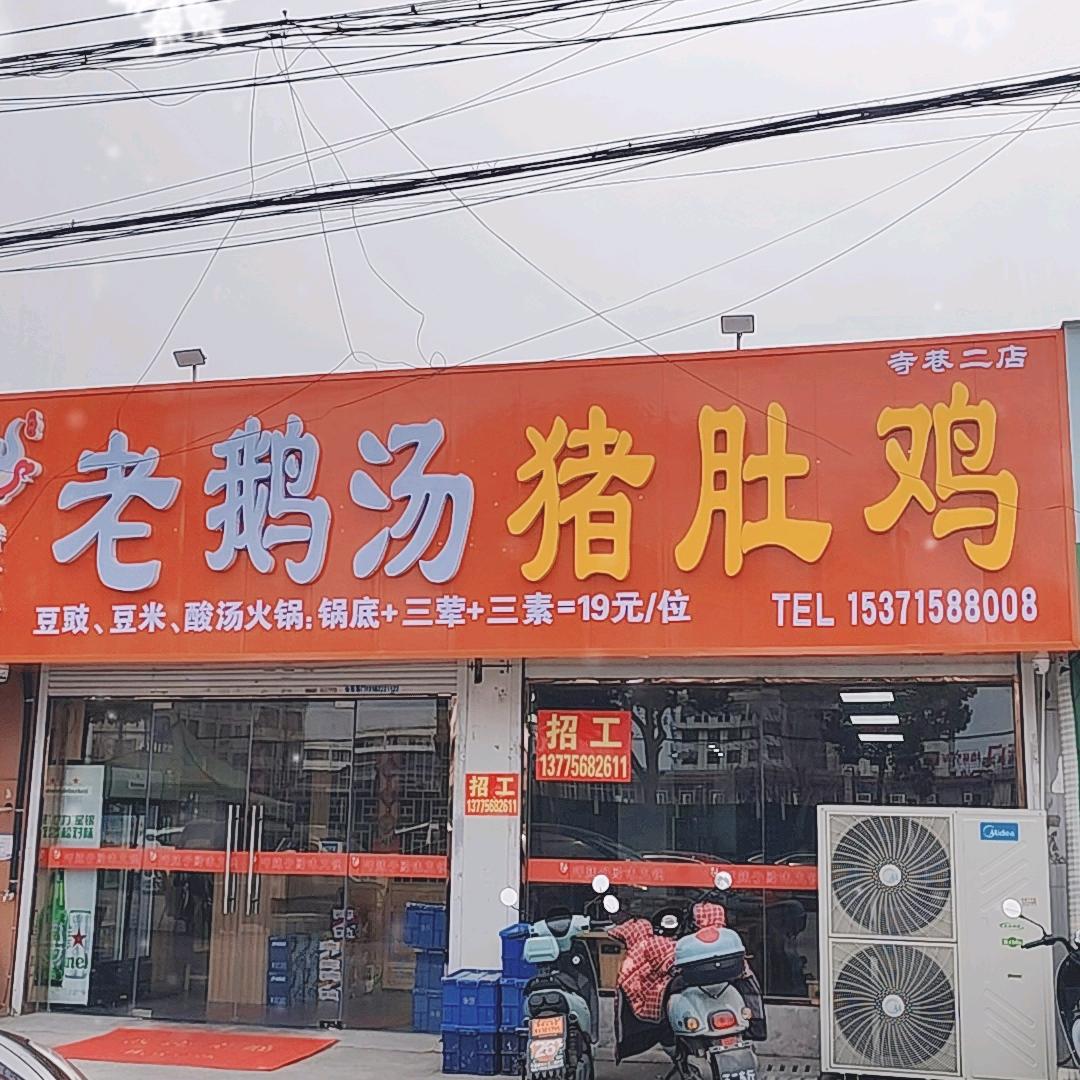 寺巷二店
老鹅汤 猪肚鸡
豆豉、豆米、酸汤火锅:锅底+三荤+三素=19元/位
TEL 15371588008
招工
13775682611
招工
13775682611
Midea